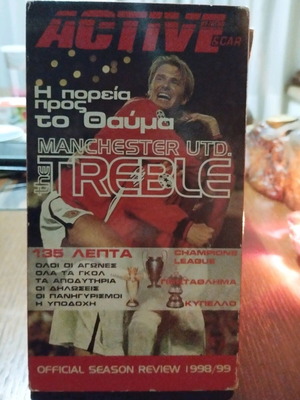 ACTIVE
& CAR
Η πορεία
προς
το Θαύμα
MANCHESTER UTD.
the TREBLE
135 ΛΕΠΤΑ
ΟΛΟΙ ΟΙ ΑΓΩΝΕΣ
ΟΛΑ ΤΑ ΓΚΟΛ
ΤΑ ΑΠΟΔΥΤΗΡΙΑ
ΟΙ ΔΗΛΩΣΕΙΣ
ΟΙ ΠΑΝΗΓΥΡΙΣΜΟΙ
Η ΥΠΟΔΟΧΗ
CHAMPIONS
LEAGUE
ΠΡΩΤΑΘΛΗΜΑ
ΚΥΠΕΛΛΟ
OFFICIAL SEASON REVIEW 1998/99